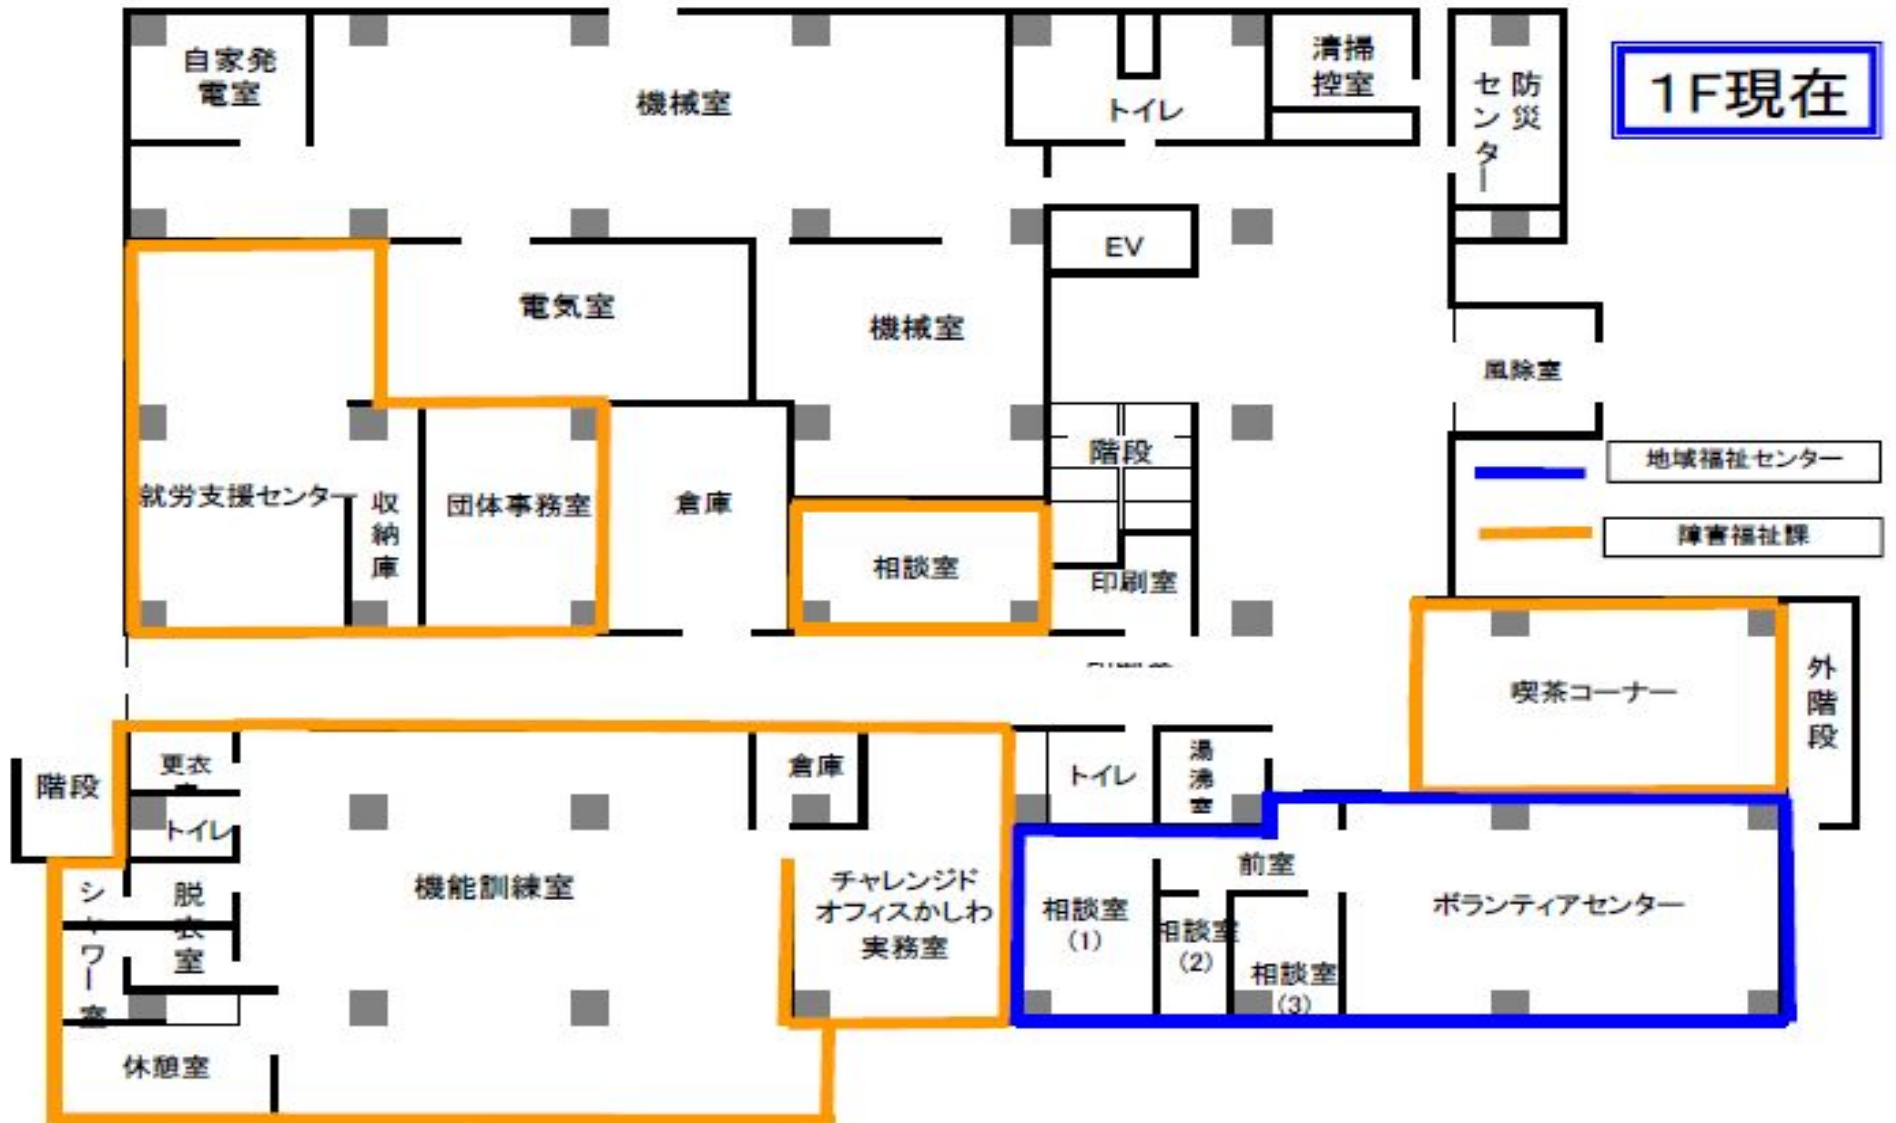 自家発
電室
機械室
トイレ
清掃
控室
防災
センター
1F現在
EV
電気室
機械室
風除室
階段
地域福祉センター
就労支援センター
収納庫
団体事務室
倉庫
相談室
印刷室
障害福祉課
喫茶コーナー
外階段
階段
更衣
倉庫
トイレ
湯沸室
トイレ
シャワー室
脱衣室
機能訓練室
チャレンジド
オフィスかしわ
実務室
前室
相談室
(1)
相談室
(2)
相談室
(3)
ボランティアセンター
休憩室